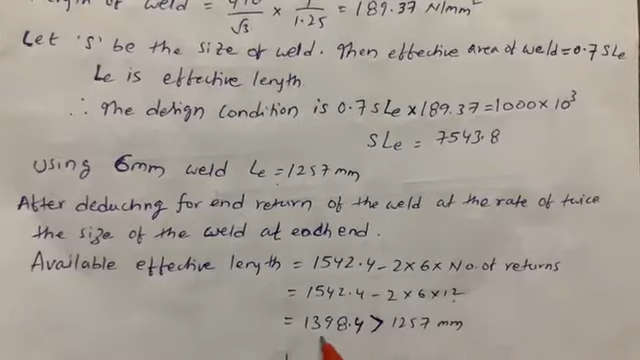 of weld = 410/√3 × 1/1.25 = 189.37 N/mm²
Let 's' be the size of weld. Then effective area of weld = 0.7 SLe
Le is effective length
∴ The design condition is 0.7 SLe × 189.37 = 1000 × 10³
SLe = 7543.8
using 6mm weld Le = 1257 mm
After deducting for end return of the weld at the rate of twice
the size of the weld at each end.
Available effective length = 1542.4 - 2×6× No. of returns
= 1542.4 - 2×6×12
= 1398.4 > 1257 mm